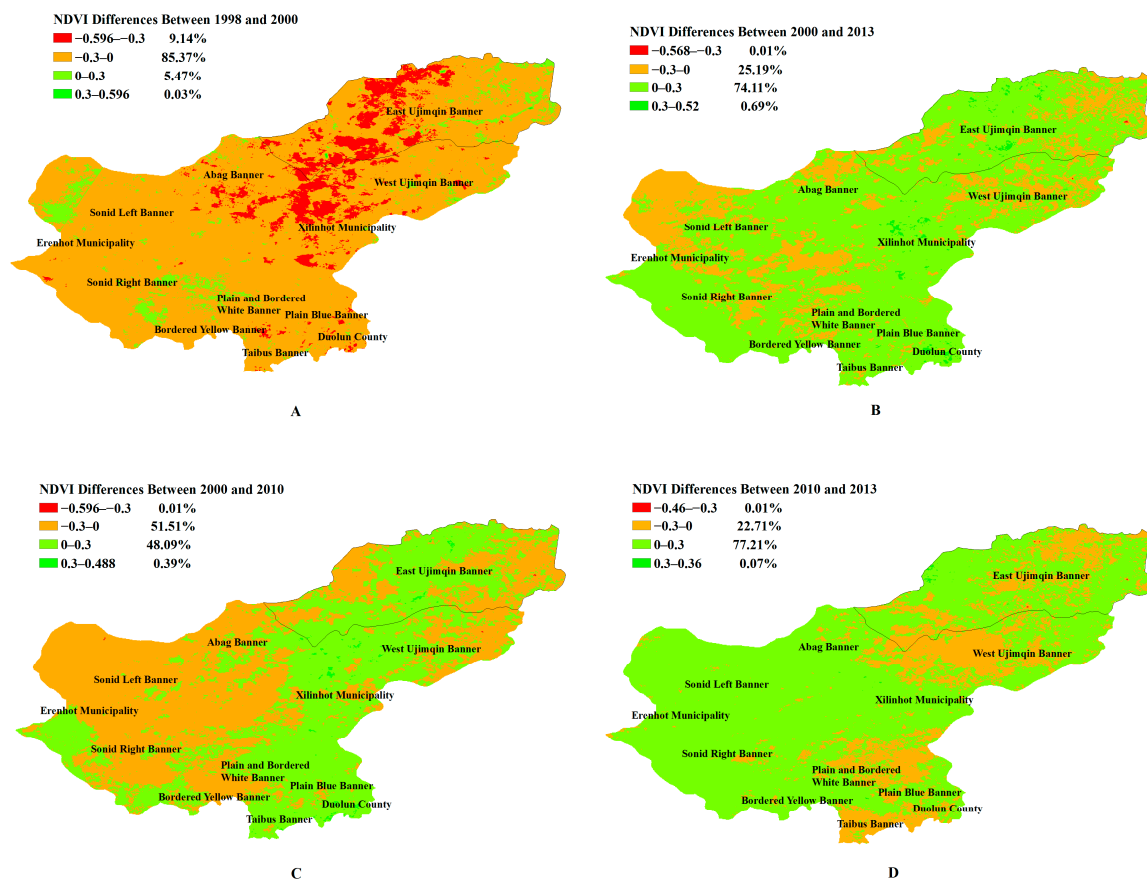 NDVI Differences Between 1998 and 2000
−0.596–−0.3 9.14%
−0.3–0 85.37%
0–0.3 5.47%
0.3–0.596 0.03%
East Ujimqin Banner
Abag Banner
West Ujimqin Banner
Sonid Left Banner
Xilinhot Municipality
Erenhot Municipality
Sonid Right Banner
Plain and Bordered
White Banner
Plain Blue Banner
Bordered Yellow Banner
Duolun County
Taibus Banner
A
NDVI Differences Between 2000 and 2013
−0.568–−0.3 0.01%
−0.3–0 25.19%
0–0.3 74.11%
0.3–0.52 0.69%
East Ujimqin Banner
Abag Banner
West Ujimqin Banner
Sonid Left Banner
Xilinhot Municipality
Erenhot Municipality
Sonid Right Banner
Plain and Bordered
White Banner
Plain Blue Banner
Bordered Yellow Banner
Duolun County
Taibus Banner
B
NDVI Differences Between 2000 and 2010
−0.596–−0.3 0.01%
−0.3–0 51.51%
0–0.3 48.09%
0.3–0.488 0.39%
East Ujimqin Banner
Abag Banner
West Ujimqin Banner
Sonid Left Banner
Xilinhot Municipality
Erenhot Municipality
Sonid Right Banner
Plain and Bordered
White Banner
Plain Blue Banner
Bordered Yellow Banner
Duolun County
Taibus Banner
C
NDVI Differences Between 2010 and 2013
−0.46–−0.3 0.01%
−0.3–0 22.71%
0–0.3 77.21%
0.3–0.36 0.07%
East Ujimqin Banner
Abag Banner
West Ujimqin Banner
Sonid Left Banner
Xilinhot Municipality
Erenhot Municipality
Sonid Right Banner
Plain and Bordered
White Banner
Plain Blue Banner
Bordered Yellow Banner
Duolun County
Taibus Banner
D